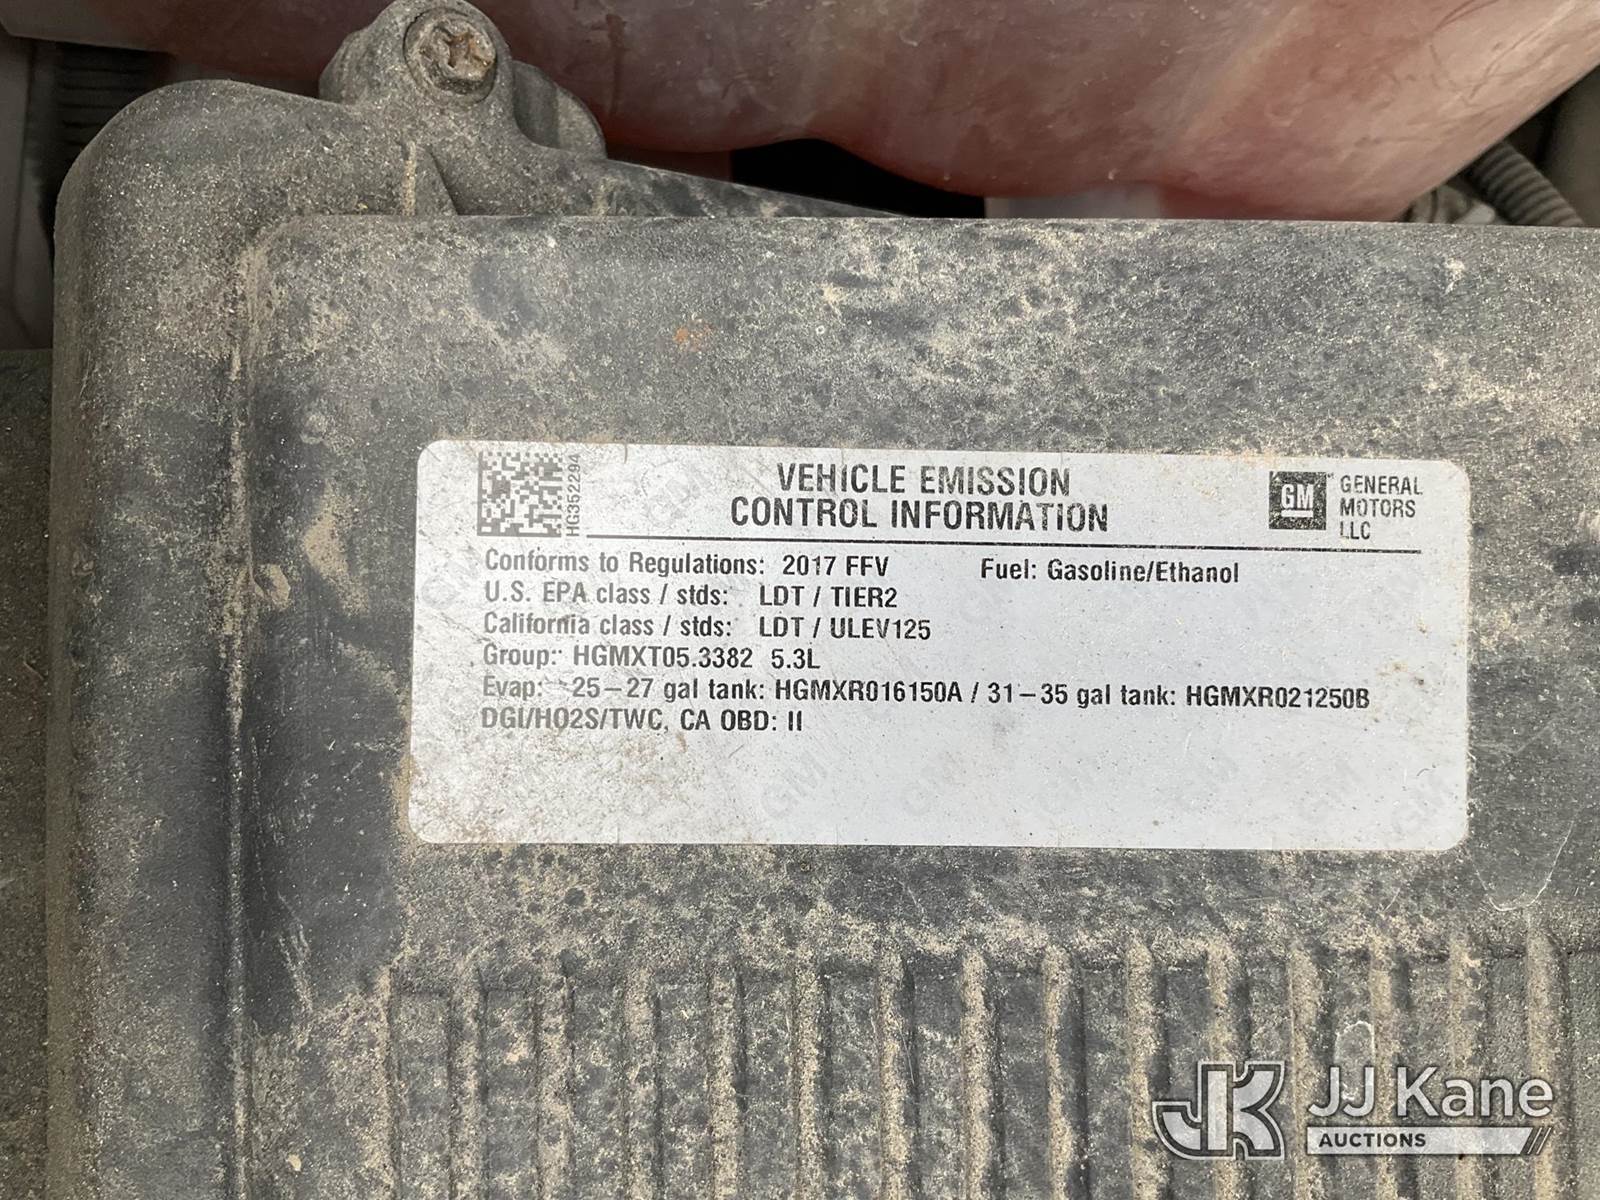 HG352294
VEHICLE EMISSION
CONTROL INFORMATION
GM
GENERAL
MOTORS
LLC
Conforms to Regulations: 2017 FFV Fuel: Gasoline/Ethanol
U.S. EPA class / stds: LDT / TIER2
California class / stds: LDT / ULEV125
Group: HGMXT05.3382 5.3L
Evap: 25–27 gal tank: HGMXR016150A / 31–35 gal tank: HGMXR021250B
DGI/HO2S/TWC, CA OBD: II
JK JJ Kane
AUCTIONS